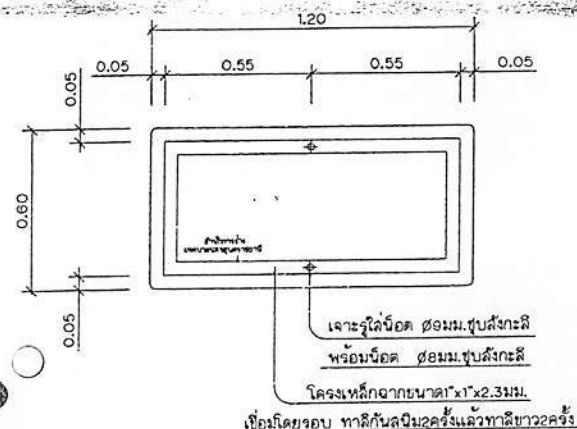 1.20
0.05 0.55 0.55 0.05
0.05
0.60
0.05
เจาะรูใส่น็อต Ø9มม.ชุบสังกะสี
พร้อมน็อต Ø8มม.ชุบสังกะสี
โครงเหล็กฉากขนาด1"x1"x2.3มม.
เชื่อมโดยรอบ ทาสีกันสนิม2ครั้งแล้วทาสีขาว2ครั้ง